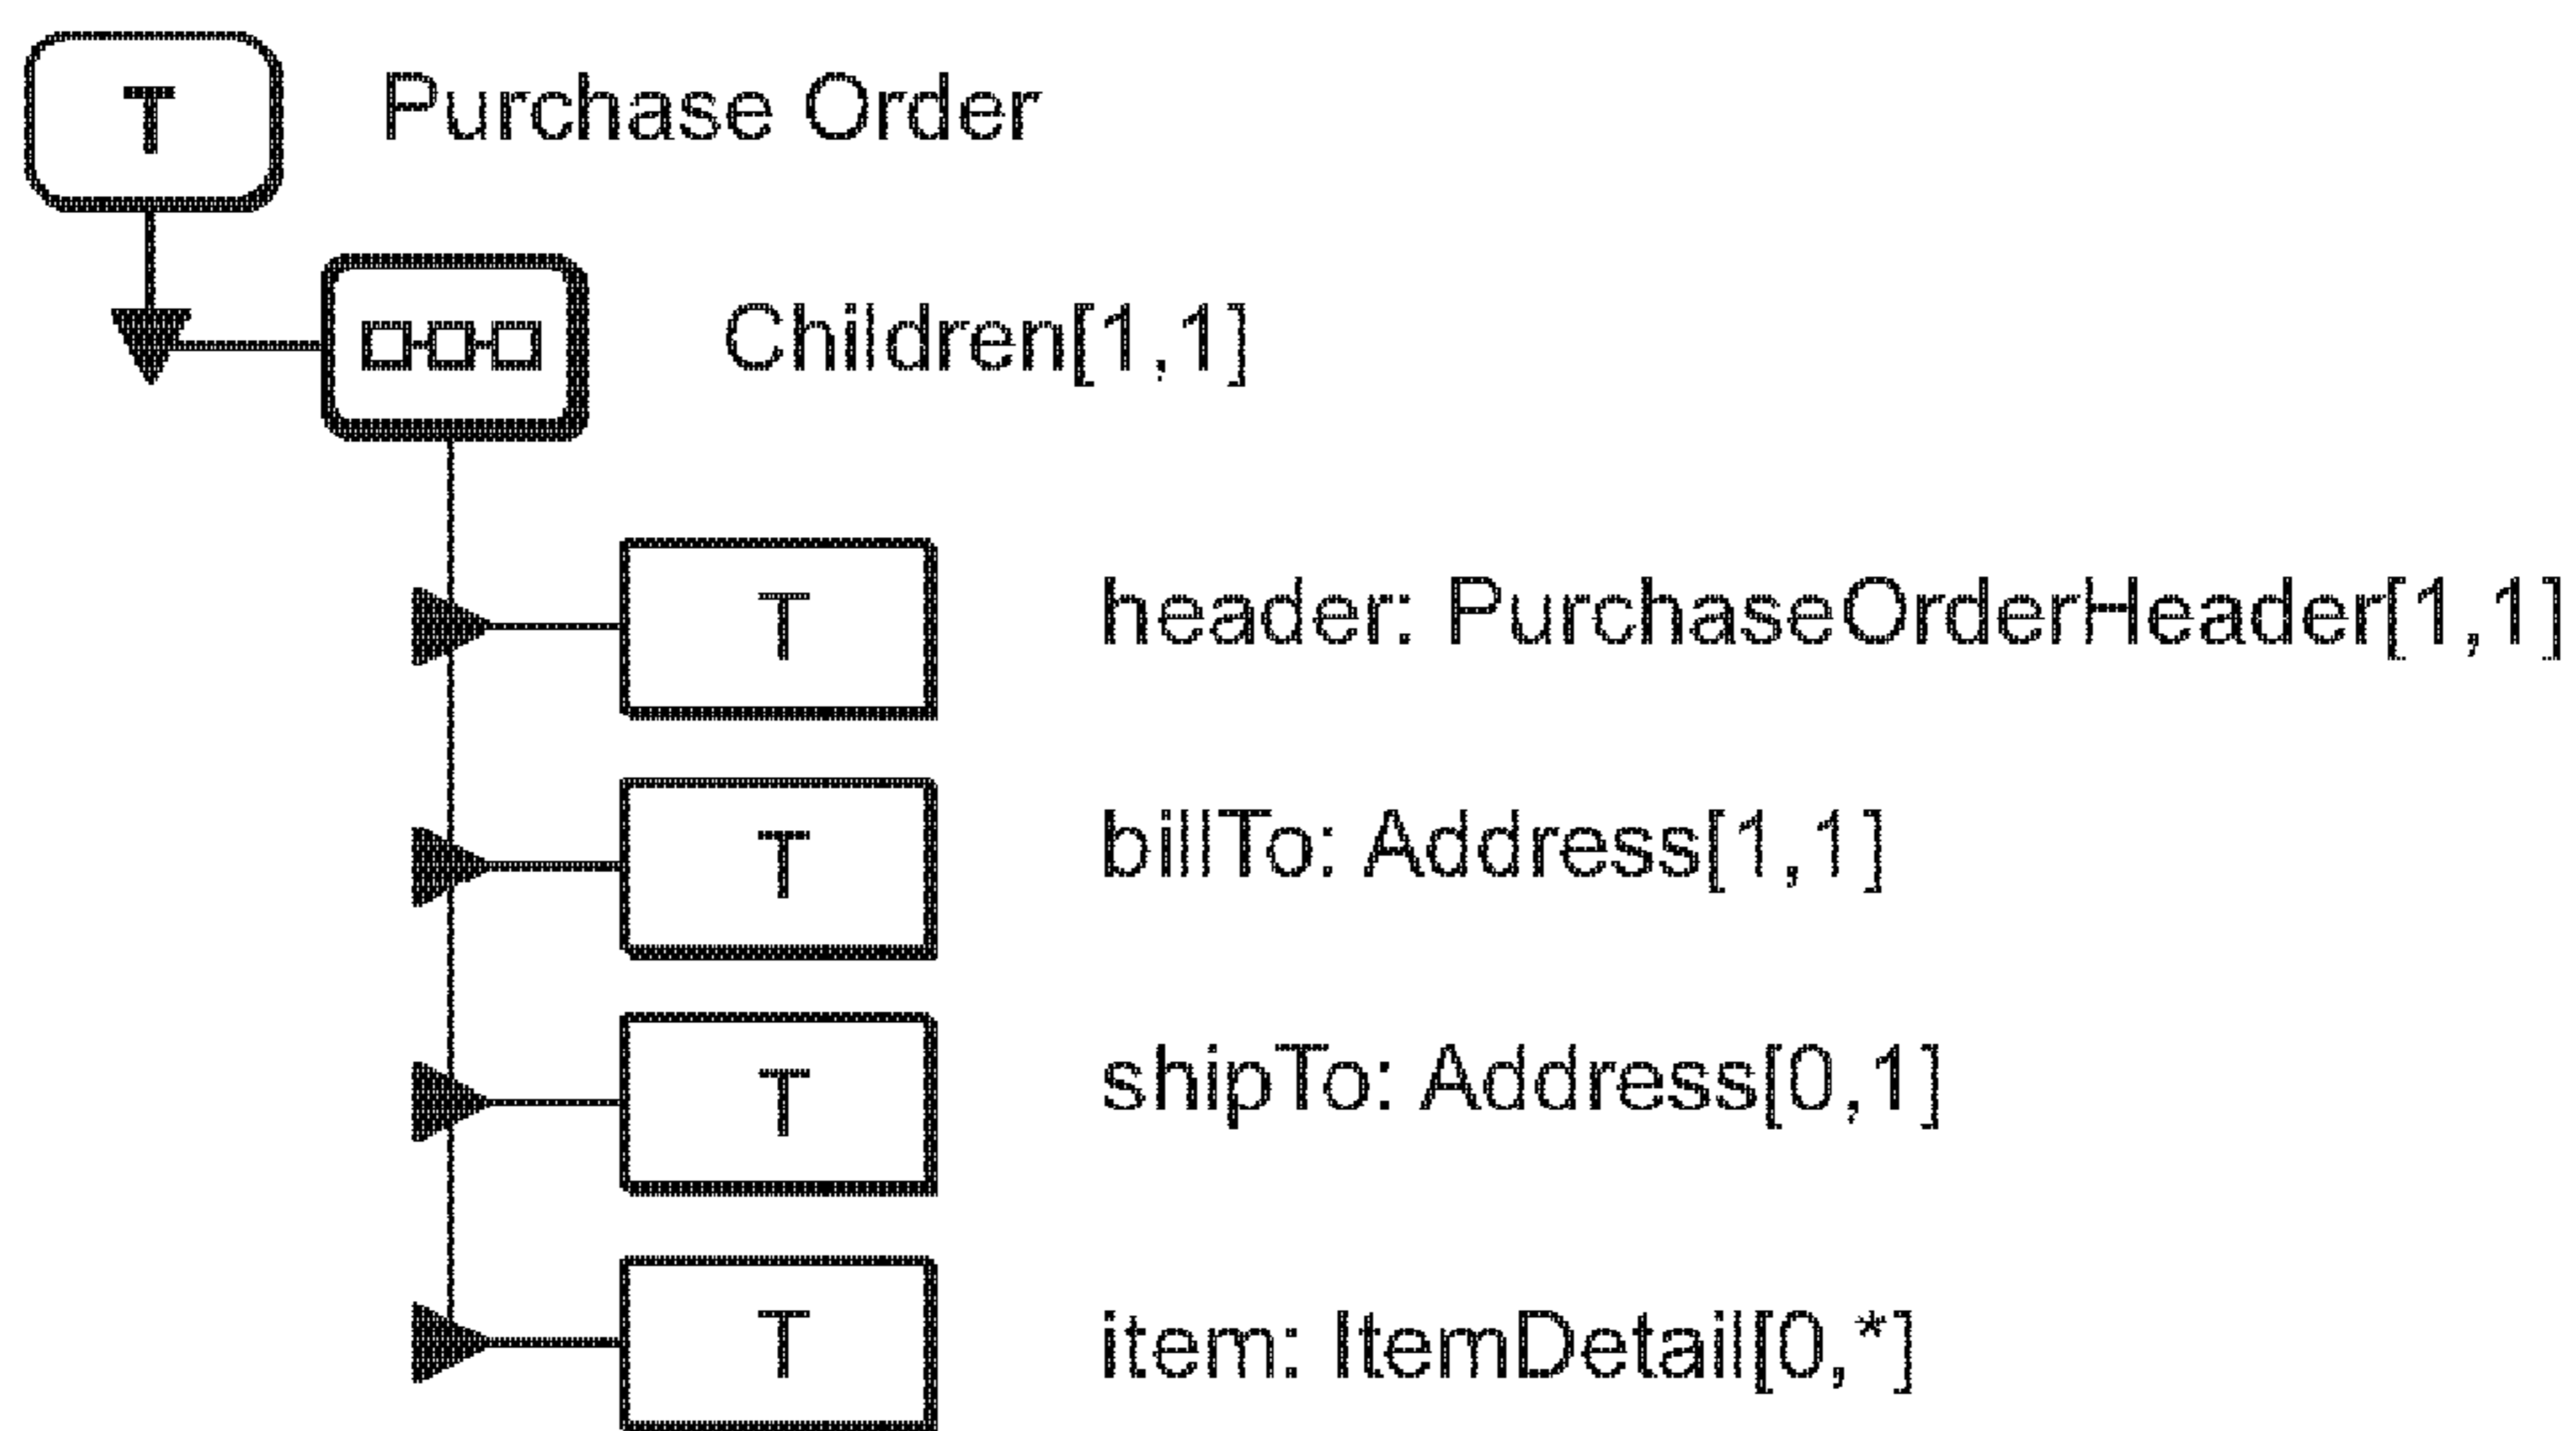 T Purchase Order
Children[1,1]
T header: PurchaseOrderHeader[1,1]
T billTo: Address[1,1]
T shipTo: Address[0,1]
T item: ItemDetail[0,*]